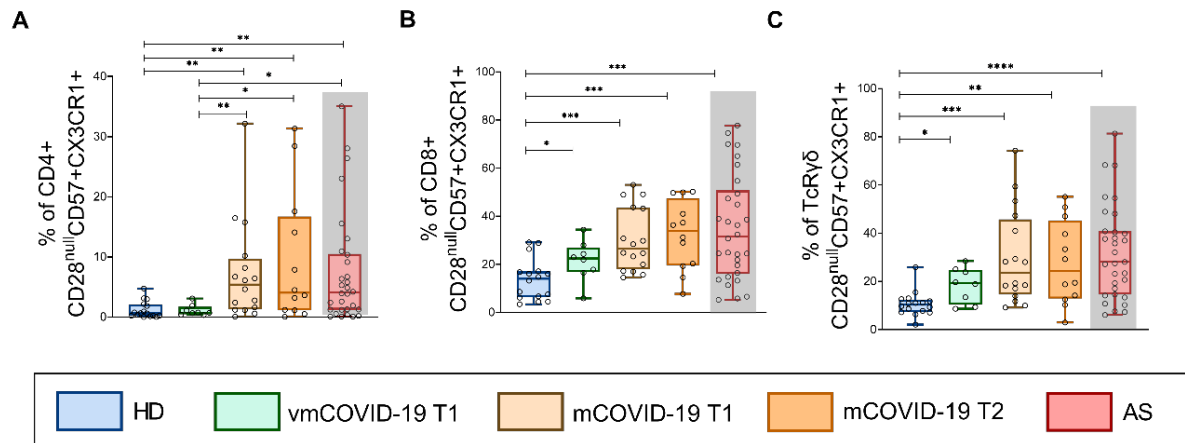 A
% of CD4+
CD28nullCD57+CX3CR1+
40
30
20
10
0
**
**
**
*
*
**
B
% of CD8+
CD28nullCD57+CX3CR1+
100
80
60
40
20
0
***
***
***
*
C
% of TcRγδ
CD28nullCD57+CX3CR1+
100
80
60
40
20
0
****
**
***
*
HD
vmCOVID-19 T1
mCOVID-19 T1
mCOVID-19 T2
AS